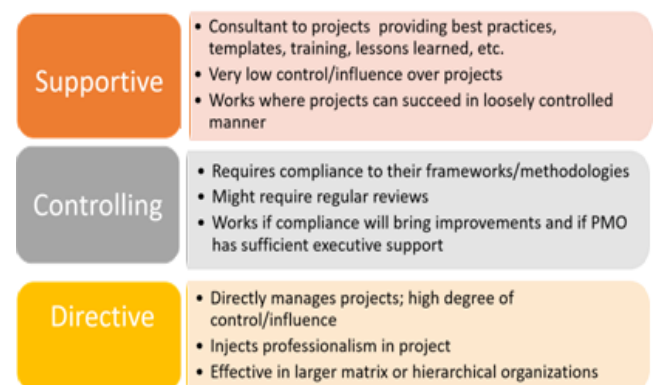 Supportive
• Consultant to projects providing best practices,
templates, training, lessons learned, etc.
• Very low control/influence over projects
• Works where projects can succeed in loosely controlled
manner
Controlling
• Requires compliance to their frameworks/methodologies
• Might require regular reviews
• Works if compliance will bring improvements and if PMO
has sufficient executive support
Directive
• Directly manages projects; high degree of
control/influence
• Injects professionalism in project
• Effective in larger matrix or hierarchical organizations